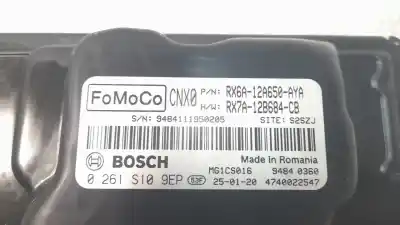 FoMoCo CNX0 P/N: RX6A-12A650-AYA
H/W: RX7A-12B684-CB
S/N: 9484111950205 SITE: S2SZJ
BOSCH Made in Romania
MG1CS016 9484 0360
0 261 S10 9EP SJF 25-01-20 4740022547